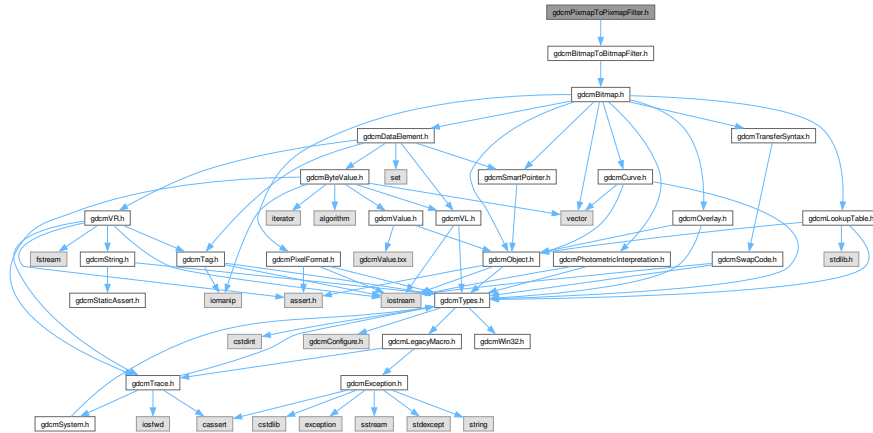 gdcmPixmapToPixmapFilter.h
gdcmBitmapToBitmapFilter.h
gdcmBitmap.h
gdcmDataElement.h
gdcmTransferSyntax.h
gdcmByteValue.h
set
gdcmSmartPointer.h
gdcmCurve.h
gdcmVR.h
iterator
algorithm
gdcmValue.h
gdcmVL.h
vector
gdcmOverlay.h
gdcmLookupTable.h
fstream
gdcmString.h
gdcmTag.h
gdcmPixelFormat.h
gdcmValue.txx
gdcmObject.h
gdcmPhotometricInterpretation.h
gdcmSwapCode.h
stdlib.h
gdcmStaticAssert.h
iomanip
assert.h
iostream
gdcmTypes.h
cstdint
gdcmConfigure.h
gdcmLegacyMacro.h
gdcmWin32.h
gdcmTrace.h
gdcmException.h
gdcmSystem.h
iosfwd
cassert
cstdlib
exception
sstream
stdexcept
string